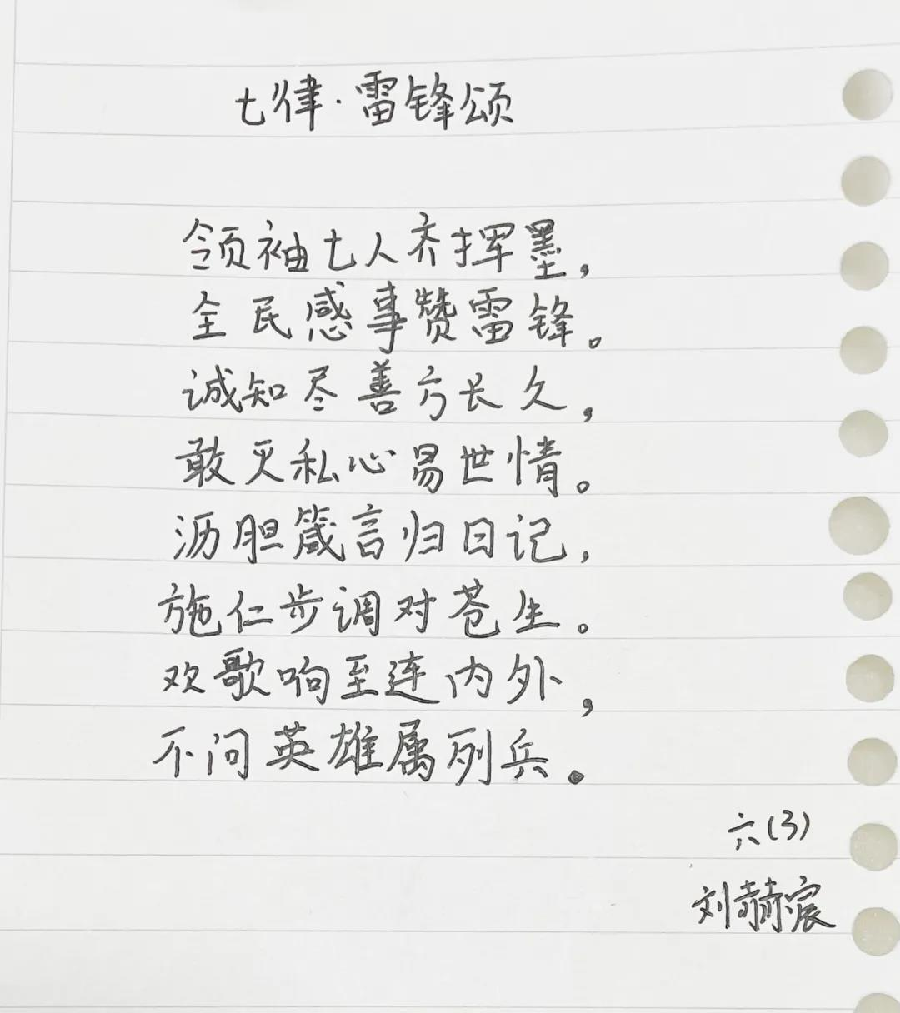 七律·雷锋颂
领袖七人齐挥墨，
全民感事赞雷锋。
诚知尽善方长久，
敢灭私心易世情。
沥胆箴言归日记，
施仁步调对苍生。
欢歌响至连内外，
不问英雄属列兵。
六(3)
刘赫宸